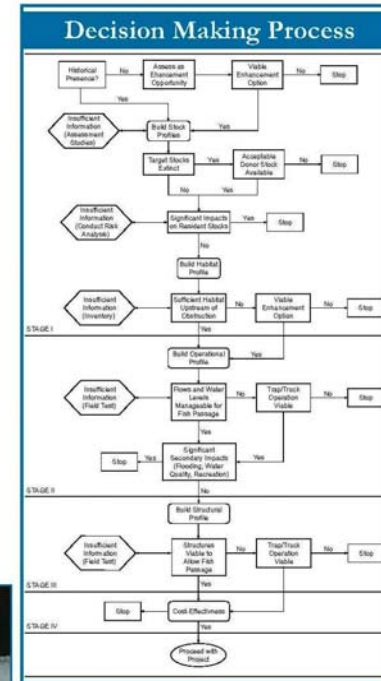 Decision Making Process
Historical
Presence?
No
Assess as
Enhancement
Opportunity
Viable
Enhancement
Option
No
Stop
Yes
Insufficient
Information
(Assessment
Studies)
Build Stock
Profiles
Yes
Target Stocks
Extinct
Yes
Acceptable
Donor Stock
Available
No
Stop
No
Yes
Insufficient
Information
(Conduct Risk
Analysis)
Significant Impacts
on Resident Stocks
Yes
Stop
No
Build Habitat
Profile
Insufficient
Information
(Inventory)
Sufficient Habitat
Upstream of
Obstruction
No
Viable
Enhancement
Option
No
Stop
STAGE I
Yes
Build Operational
Profile
Yes
Insufficient
Information
(Field Test)
Flows and Water
Levels
Manageable for
Fish Passage
No
Trap/Truck
Operation
Viable
No
Stop
Yes
Stop
Yes
Significant
Secondary Impacts
(Flooding, Water
Quality, Recreation)
Yes
STAGE II
No
Build Structural
Profile
Insufficient
Information
(Field Test)
Structures
Viable to
Allow Fish
Passage
No
Trap/Truck
Operation
Viable
No
Stop
STAGE III
Yes
Stop
Cost-Effectiveness
Yes
STAGE IV
Yes
Proceed with
Project